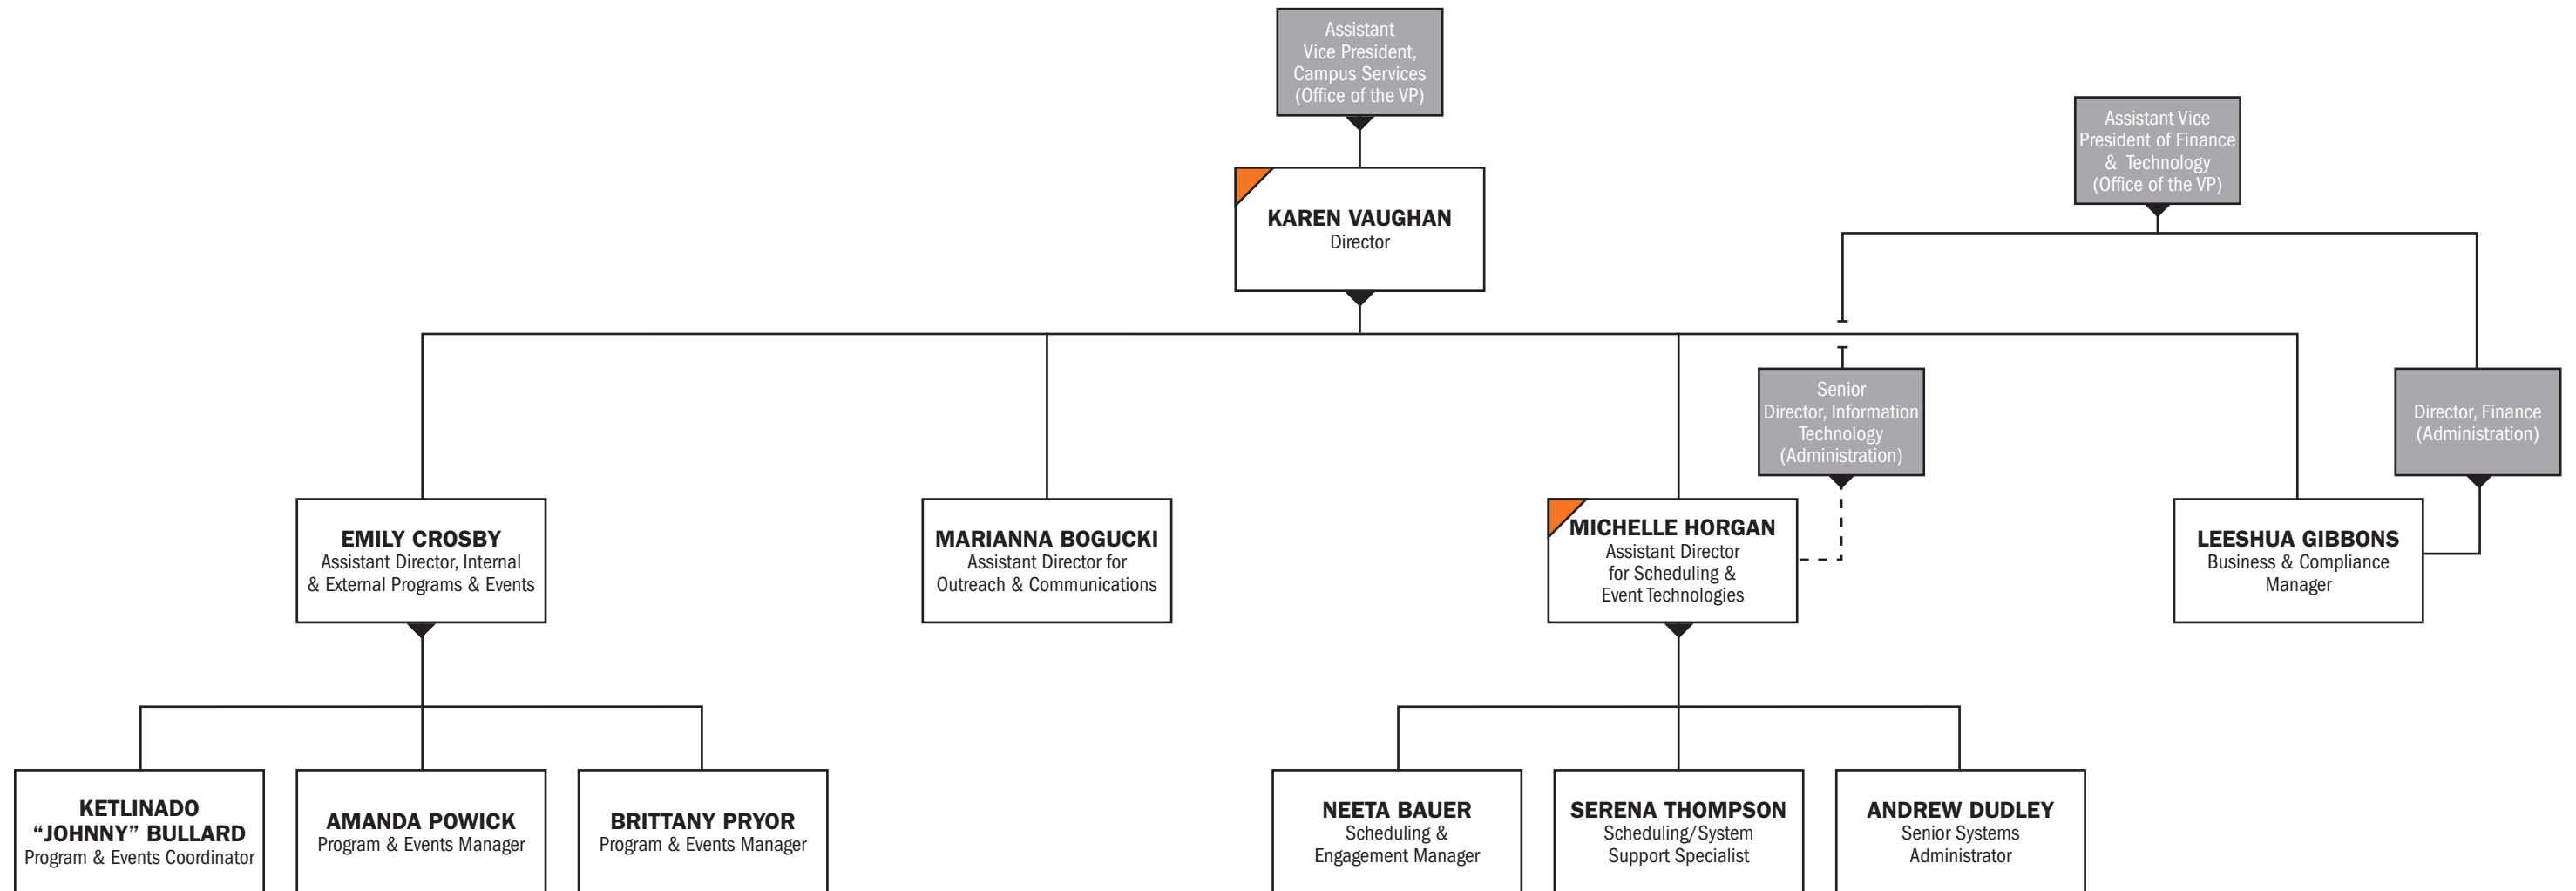 Assistant
Vice President,
Campus Services
(Office of the VP)
Assistant Vice
President of Finance
& Technology
(Office of the VP)
KAREN VAUGHAN
Director
Senior
Director, Information
Technology
(Administration)
Director, Finance
(Administration)
EMILY CROSBY
Assistant Director, Internal
& External Programs & Events
MARIANNA BOGUCKI
Assistant Director for
Outreach & Communications
MICHELLE HORGAN
Assistant Director
for Scheduling &
Event Technologies
LEESHUA GIBBONS
Business & Compliance
Manager
KETLINADO
“JOHNNY” BULLARD
Program & Events Coordinator
AMANDA POWICK
Program & Events Manager
BRITTANY PRYOR
Program & Events Manager
NEETA BAUER
Scheduling &
Engagement Manager
SERENA THOMPSON
Scheduling/System
Support Specialist
ANDREW DUDLEY
Senior Systems
Administrator